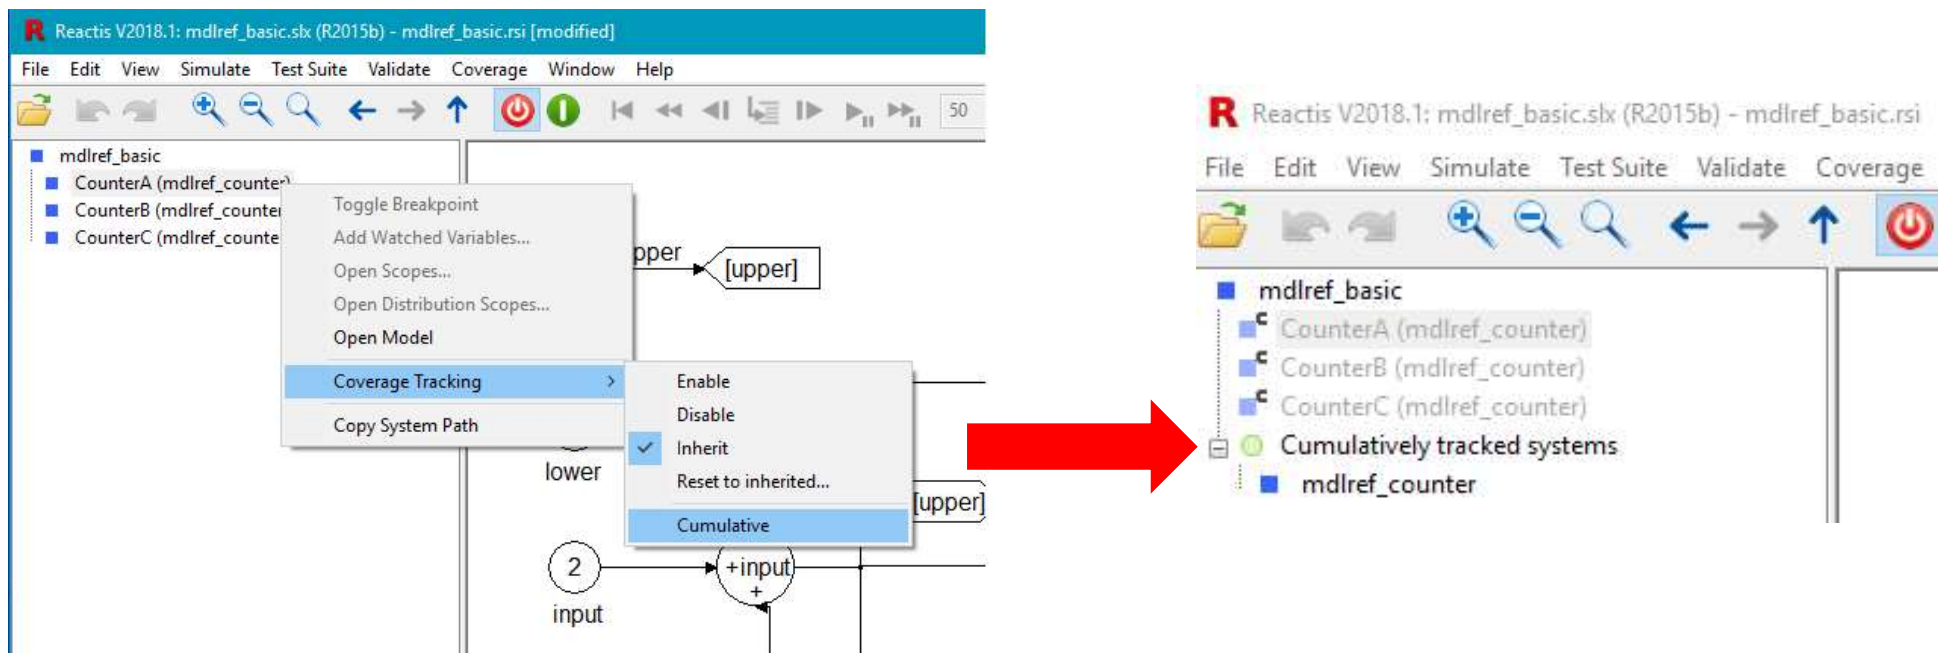 R Reactis V2018.1: mdlref_basic.slx (R2015b) - mdlref_basic.rsi [modified]
File Edit View Simulate Test Suite Validate Coverage Window Help
50
mdlref_basic
CounterA (mdlref_counter)
CounterB (mdlref_counter
CounterC (mdlref_counte
Toggle Breakpoint
Add Watched Variables...
Open Scopes...
Open Distribution Scopes...
Open Model
Coverage Tracking
Copy System Path
Enable
Disable
Inherit
Reset to inherited...
Cumulative
pper
[upper]
lower
[upper]
2
+input
+
input
R Reactis V2018.1: mdlref_basic.slx (R2015b) - mdlref_basic.rsi
File Edit View Simulate Test Suite Validate Coverage
mdlref_basic
C CounterA (mdlref_counter)
C CounterB (mdlref_counter)
C CounterC (mdlref_counter)
Cumulatively tracked systems
mdlref_counter